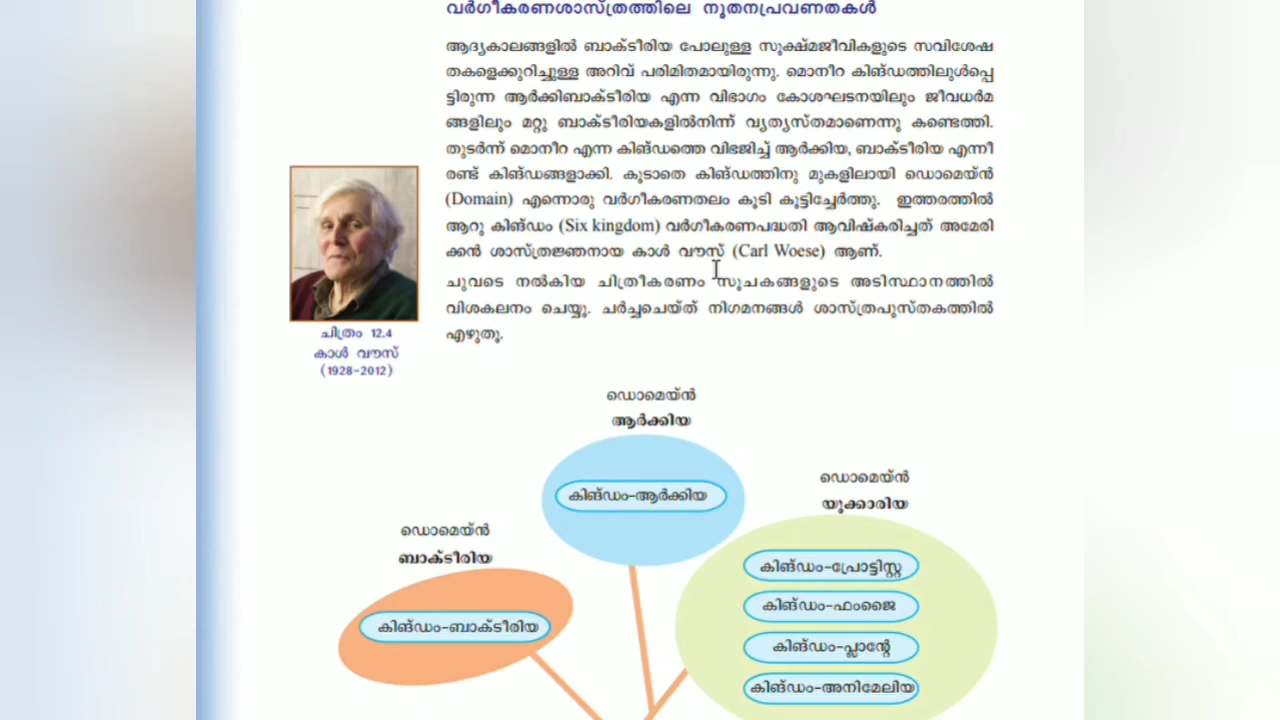 വർഗീകരണശാസ്ത്രത്തിലെ നൂതനപ്രവണതകൾ
ആദ്യകാലങ്ങളിൽ ബാക്ടീരിയ പോലുള്ള സൂക്ഷ്മജീവികളുടെ സവിശേഷ
തകളെക്കുറിച്ചുള്ള അറിവ് പരിമിതമായിരുന്നു. മൊനീറ കിങ്ഡത്തിലുൾപ്പെ
ട്ടിരുന്ന ആർക്കിബാക്ടീരിയ എന്ന വിഭാഗം കോശഘടനയിലും ജീവധർമ
ങ്ങളിലും മറ്റു ബാക്ടീരിയകളിൽനിന്ന് വ്യത്യസ്തമാണെന്നു കണ്ടെത്തി.
തുടർന്ന് മൊനീറ എന്ന കിങ്ഡത്തെ വിഭജിച്ച് ആർക്കിയ, ബാക്ടീരിയ എന്നീ
രണ്ട് കിങ്ഡങ്ങളാക്കി. കൂടാതെ കിങ്ഡത്തിനു മുകളിലായി ഡൊമെയ്ൻ
(Domain) എന്നൊരു വർഗീകരണതലം കൂടി കൂട്ടിച്ചേർത്തു. ഇത്തരത്തിൽ
ആറു കിങ്ഡം (Six kingdom) വർഗീകരണപദ്ധതി ആവിഷ്കരിച്ചത് അമേരി
ക്കൻ ശാസ്ത്രജ്ഞനായ കാൾ വൗസ് (Carl Woese) ആണ്.
ചുവടെ നൽകിയ ചിത്രീകരണം സൂചകങ്ങളുടെ അടിസ്ഥാനത്തിൽ
വിശകലനം ചെയ്യൂ. ചർച്ചചെയ്ത് നിഗമനങ്ങൾ ശാസ്ത്രപുസ്തകത്തിൽ
എഴുതൂ.
ചിത്രം 12.4
കാൾ വൗസ്
(1928-2012)
ഡൊമെയ്ൻ
ആർക്കിയ
കിങ്ഡം-ആർക്കിയ
ഡൊമെയ്ൻ
യൂക്കാരിയ
കിങ്ഡം-പ്രോട്ടിസ്റ്റ
കിങ്ഡം-ഫംജൈ
കിങ്ഡം-പ്ലാന്റേ
കിങ്ഡം-അനിമേലിയ
ഡൊമെയ്ൻ
ബാക്ടീരിയ
കിങ്ഡം-ബാക്ടീരിയ